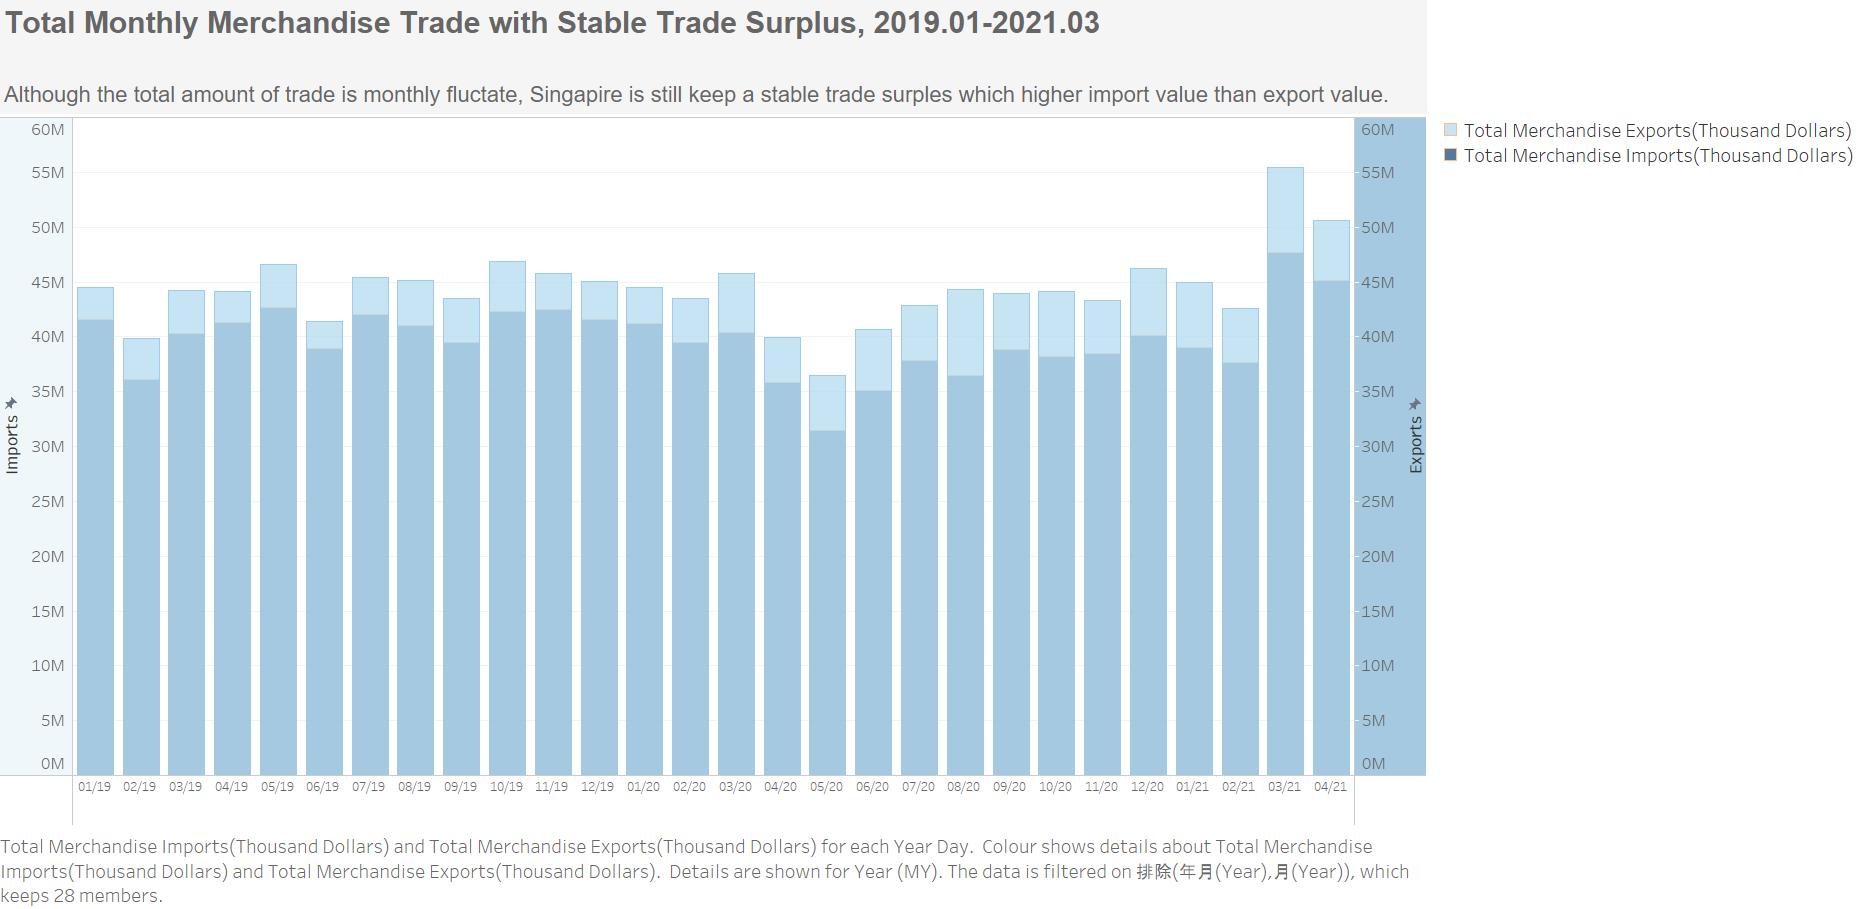 Total Monthly Merchandise Trade with Stable Trade Surplus, 2019.01-2021.03
Although the total amount of trade is monthly fluctate, Singapire is still keep a stable trade surples which higher import value than export value.
Total Merchandise Exports(Thousand Dollars)
Total Merchandise Imports(Thousand Dollars)
Imports
60M
55M
50M
45M
40M
35M
30M
25M
20M
15M
10M
5M
0M
Exports
60M
55M
50M
45M
40M
35M
30M
25M
20M
15M
10M
5M
0M
01/19 02/19 03/19 04/19 05/19 06/19 07/19 08/19 09/19 10/19 11/19 12/19 01/20 02/20 03/20 04/20 05/20 06/20 07/20 08/20 09/20 10/20 11/20 12/20 01/21 02/21 03/21 04/21
Total Merchandise Imports(Thousand Dollars) and Total Merchandise Exports(Thousand Dollars) for each Year Day. Colour shows details about Total Merchandise
Imports(Thousand Dollars) and Total Merchandise Exports(Thousand Dollars). Details are shown for Year (MY). The data is filtered on 排除(年月(Year),月(Year)), which
keeps 28 members.